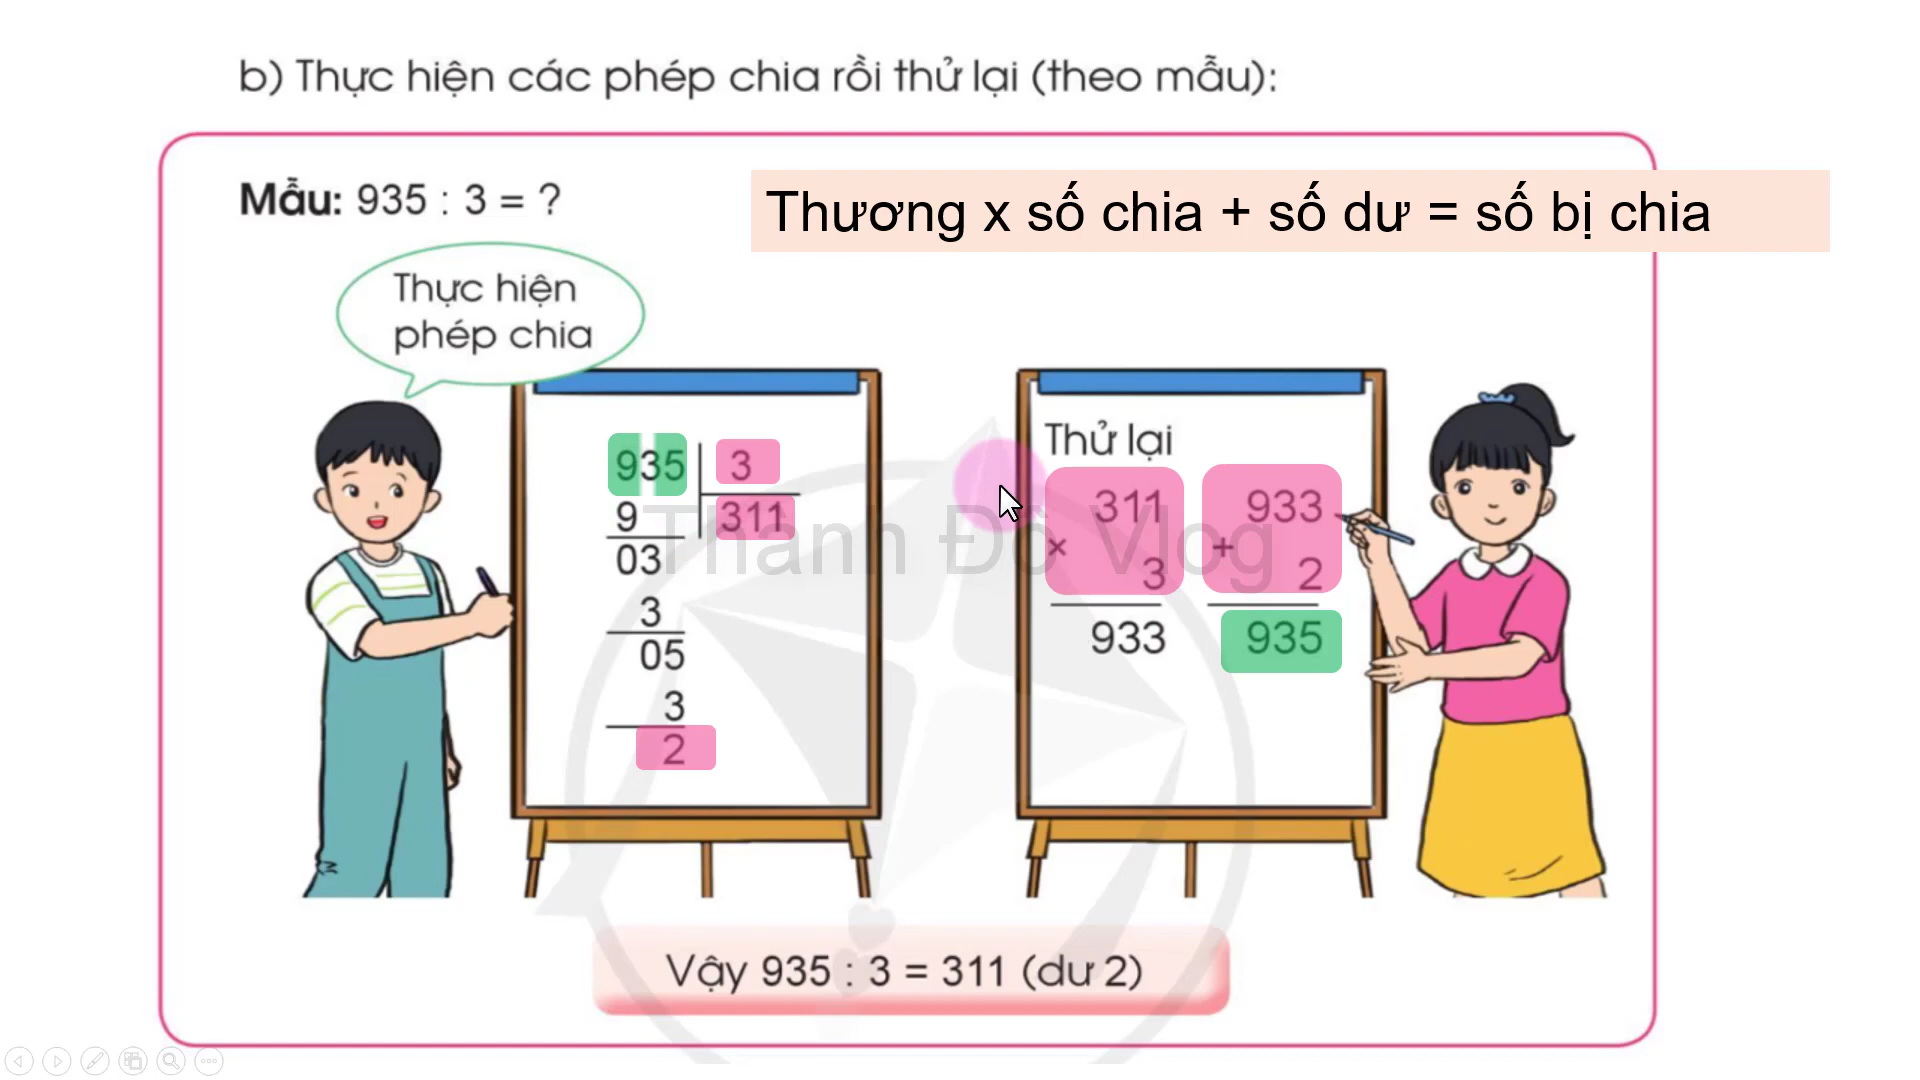 b) Thực hiện các phép chia rồi thử lại (theo mẫu):
Mẫu: 935 : 3 = ?
Thương x số chia + số dư = số bị chia
Thực hiện
phép chia
935 3
9 311
03
3
05
3
2
Thử lại
311 933
× +
3 2
933 935
Thanh Đô Vlog
Vậy 935 : 3 = 311 (dư 2)